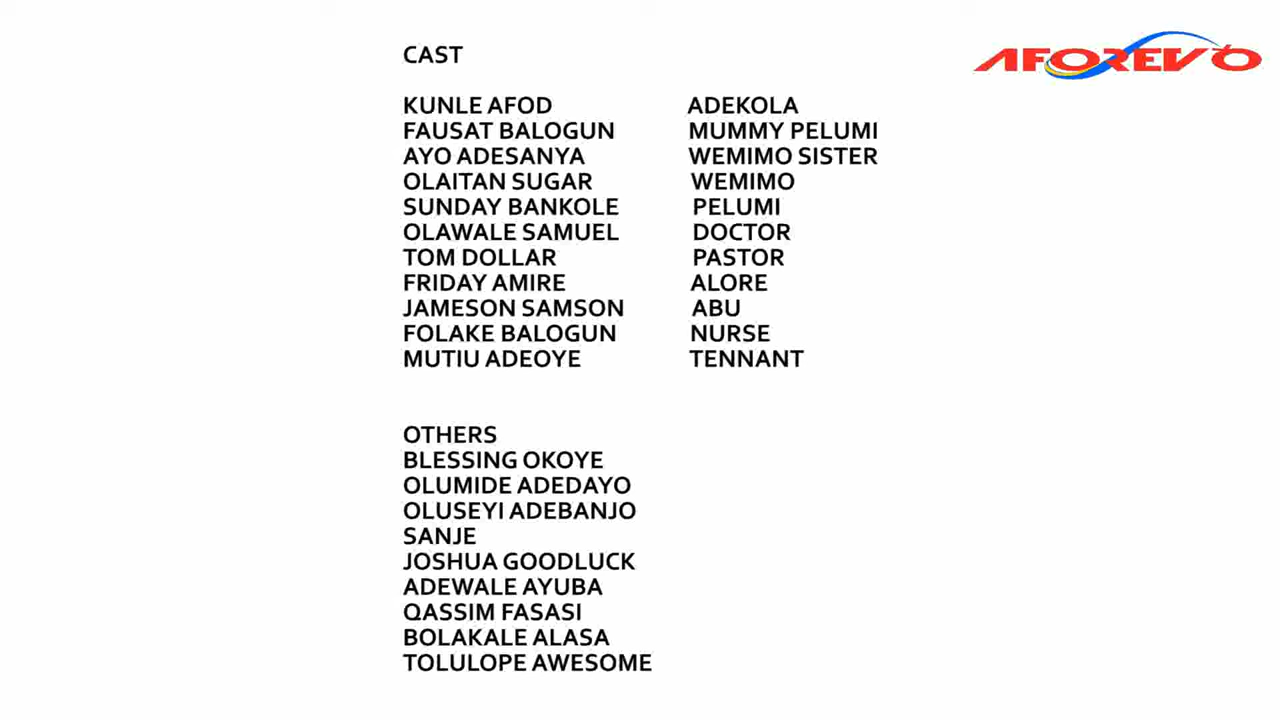 CAST
AFOREVO
KUNLE AFOD ADEKOLA
FAUSAT BALOGUN MUMMY PELUMI
AYO ADESANYA WEMIMO SISTER
OLAITAN SUGAR WEMIMO
SUNDAY BANKOLE PELUMI
OLAWALE SAMUEL DOCTOR
TOM DOLLAR PASTOR
FRIDAY AMIRE ALORE
JAMESON SAMSON ABU
FOLAKE BALOGUN NURSE
MUTIU ADEOYE TENNANT
OTHERS
BLESSING OKOYE
OLUMIDE ADEDAYO
OLUSEYI ADEBANJO
SANJE
JOSHUA GOODLUCK
ADEWALE AYUBA
QASSIM FASASI
BOLAKALE ALASA
TOLULOPE AWESOME